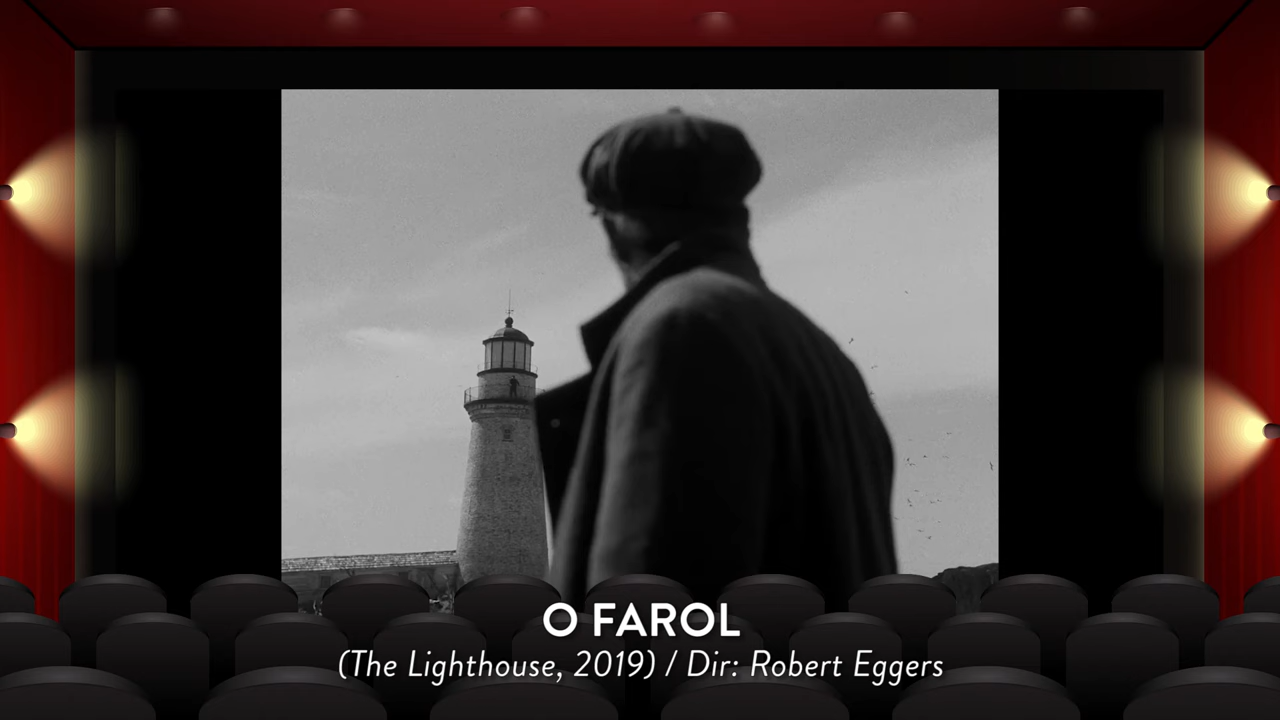 O FAROL
(The Lighthouse, 2019) / Dir: Robert Eggers